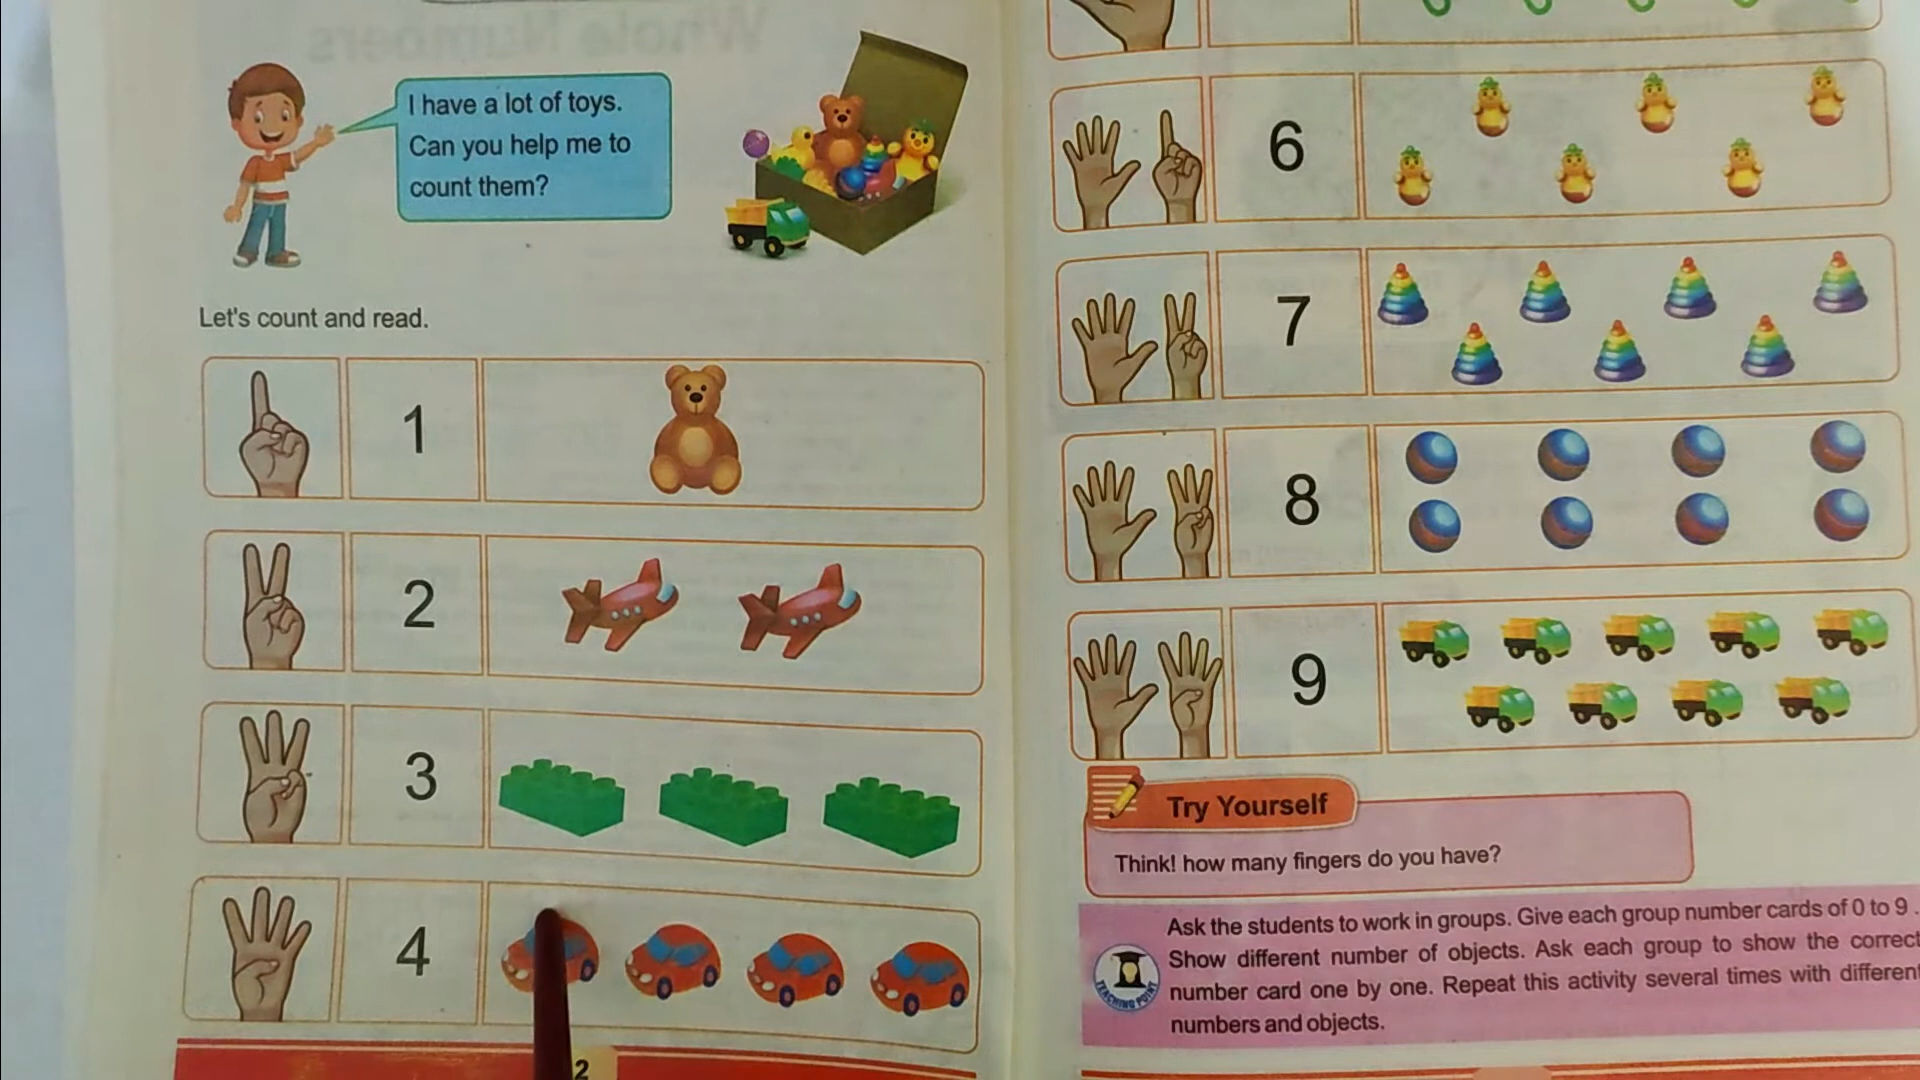 I have a lot of toys.
Can you help me to
count them?
Let's count and read.
1
2
3
4
2
6
7
8
9
Try Yourself
Think! how many fingers do you have?
Ask the students to work in groups. Give each group number cards of 0 to 9 .
Show different number of objects. Ask each group to show the correct
number card one by one. Repeat this activity several times with different
numbers and objects.
TEACHING POINT